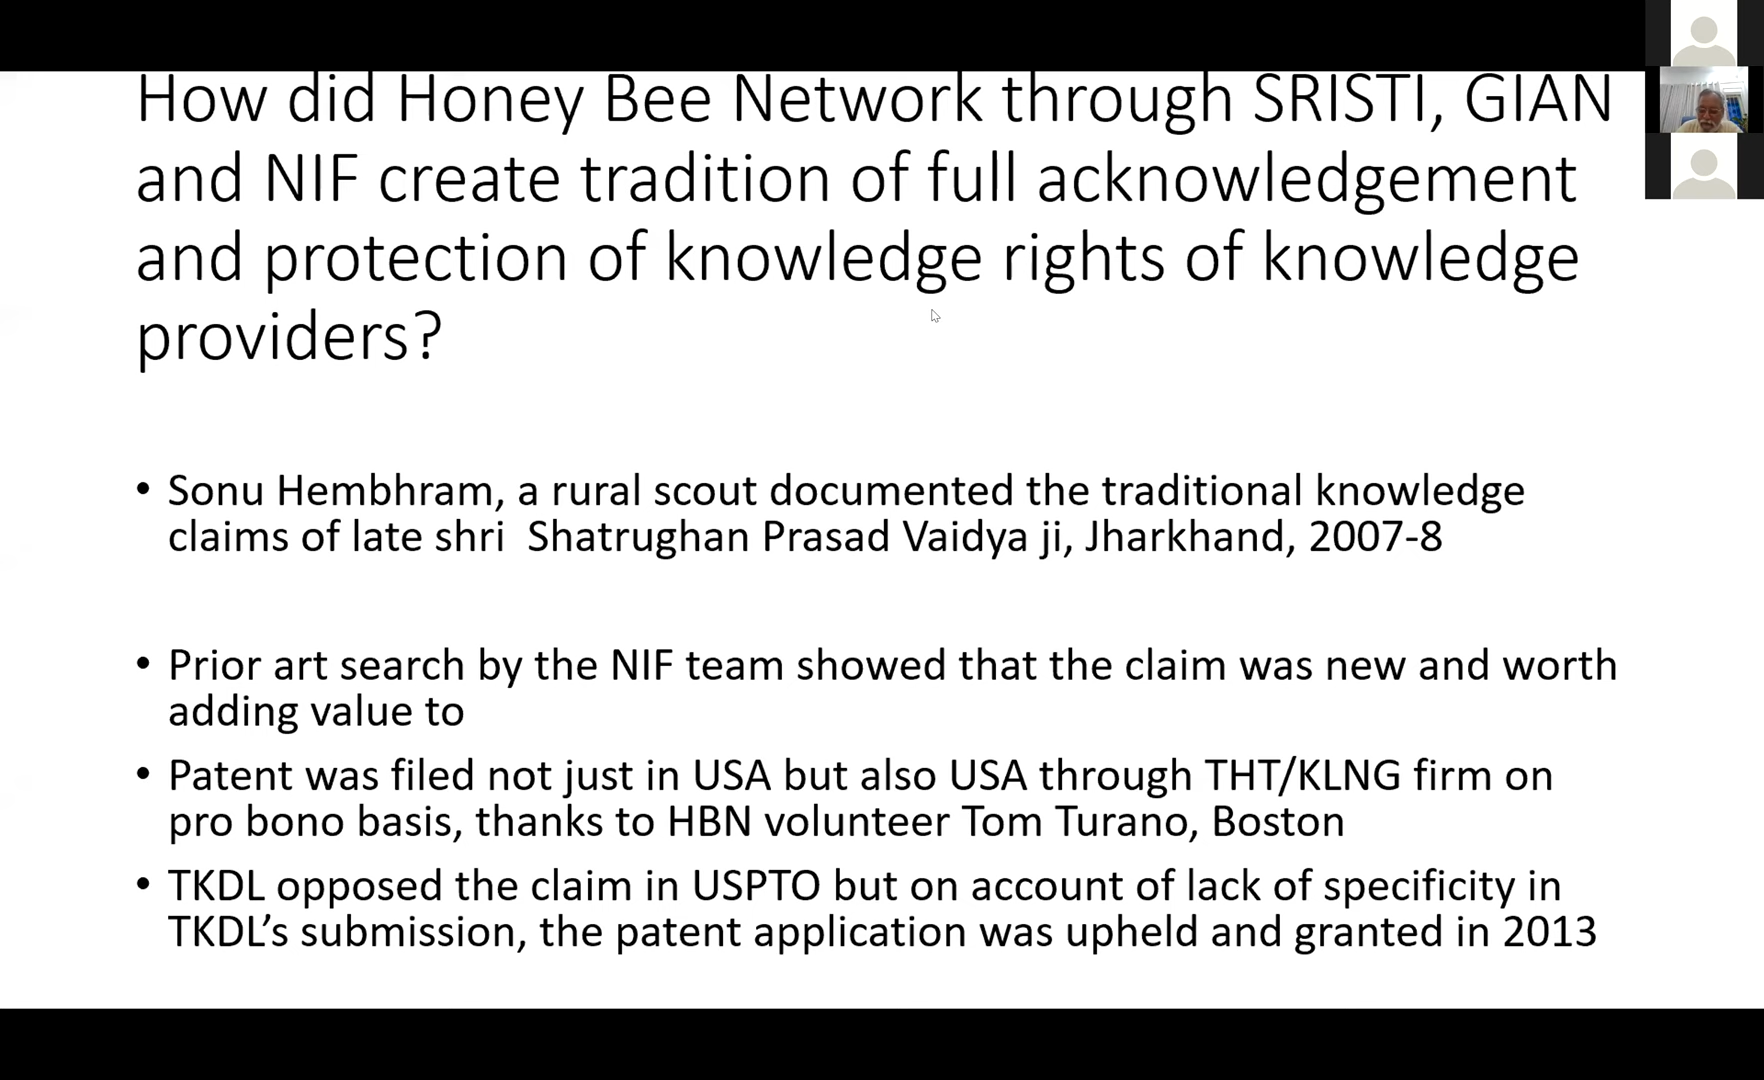 How did Honey Bee Network through SRISTI, GIAN
and NIF create tradition of full acknowledgement
and protection of knowledge rights of knowledge
providers?
• Sonu Hembhram, a rural scout documented the traditional knowledge
claims of late shri  Shatrughan Prasad Vaidya ji, Jharkhand, 2007-8
• Prior art search by the NIF team showed that the claim was new and worth
adding value to
• Patent was filed not just in USA but also USA through THT/KLNG firm on
pro bono basis, thanks to HBN volunteer Tom Turano, Boston
• TKDL opposed the claim in USPTO but on account of lack of specificity in
TKDL’s submission, the patent application was upheld and granted in 2013